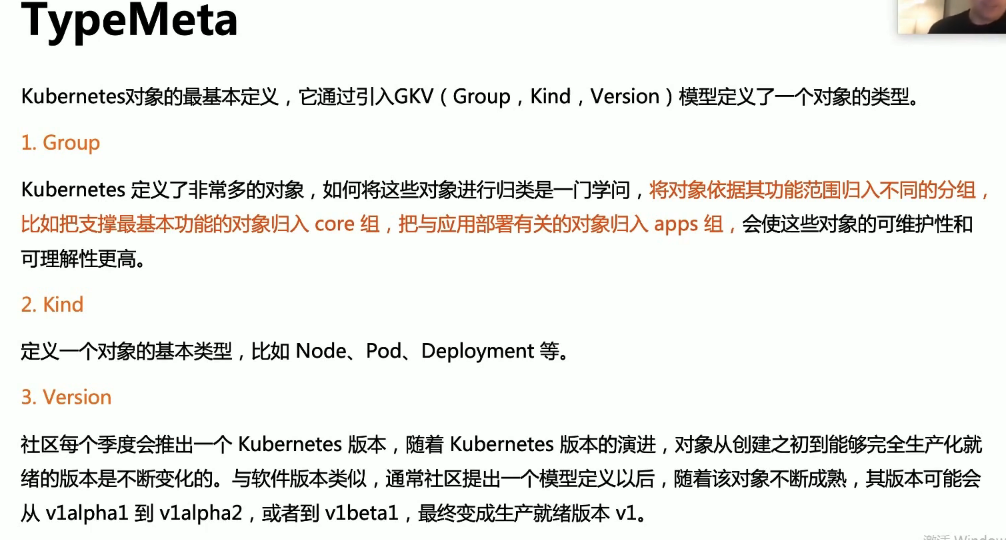 TypeMeta
Kubernetes对象的最基本定义，它通过引入GKV（Group，Kind，Version）模型定义了一个对象的类型。
1. Group
Kubernetes 定义了非常多的对象，如何将这些对象进行归类是一门学问，将对象依据其功能范围归入不同的分组，
比如把支撑最基本功能的对象归入 core 组，把与应用部署有关的对象归入 apps 组，会使这些对象的可维护性和
可理解性更高。
2. Kind
定义一个对象的基本类型，比如 Node、Pod、Deployment 等。
3. Version
社区每个季度会推出一个 Kubernetes 版本，随着 Kubernetes 版本的演进，对象从创建之初到能够完全生产化就
绪的版本是不断变化的。与软件版本类似，通常社区提出一个模型定义以后，随着该对象不断成熟，其版本可能会
从 v1alpha1 到 v1alpha2，或者到 v1beta1，最终变成生产就绪版本 v1。